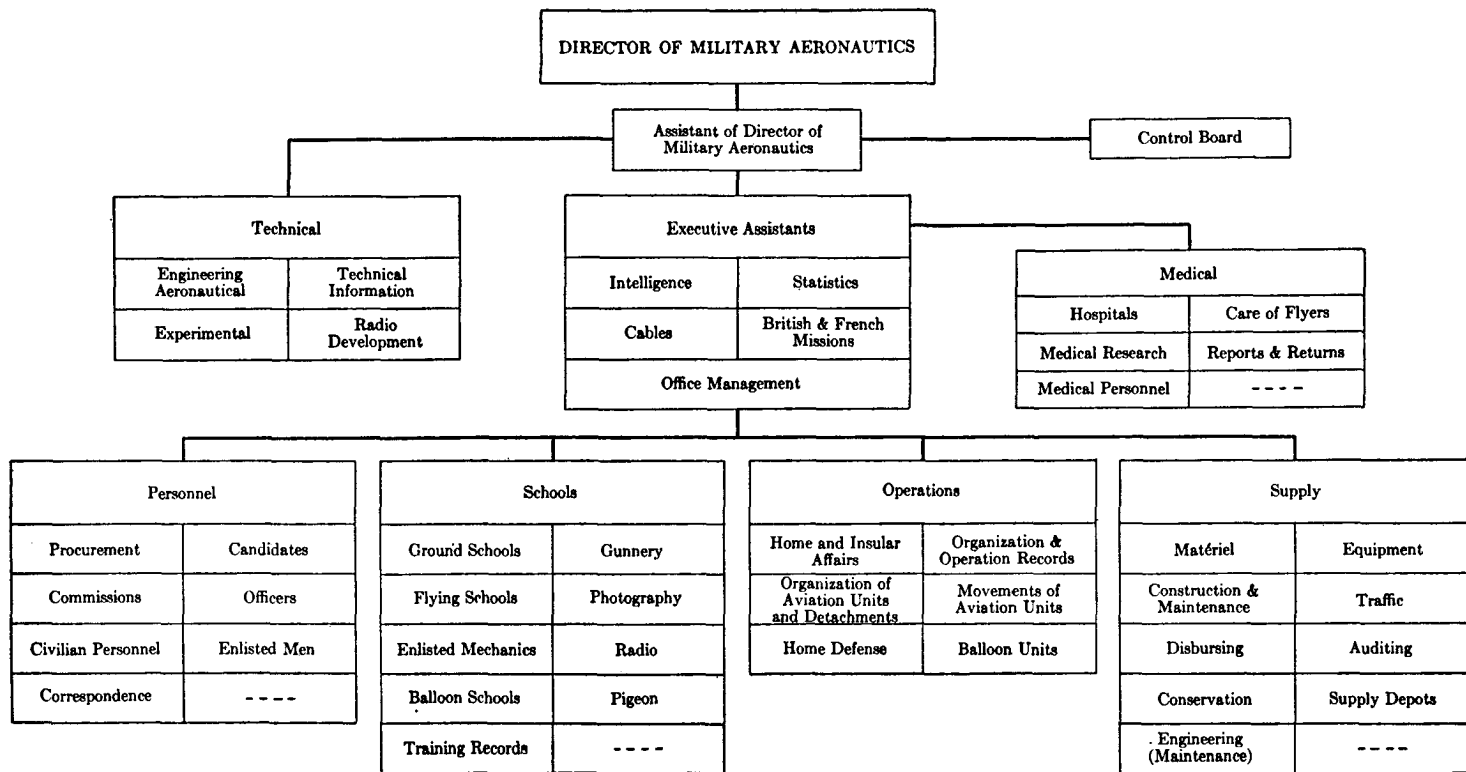 DIRECTOR OF MILITARY AERONAUTICS
Assistant of Director of
Military Aeronautics
Control Board
Technical
Engineering
Aeronautical
Technical
Information
Experimental
Radio
Development
Executive Assistants
Intelligence
Statistics
Cables
British & French
Missions
Office Management
Medical
Hospitals
Care of Flyers
Medical Research
Reports & Returns
Medical Personnel
----
Personnel
Procurement
Candidates
Commissions
Officers
Civilian Personnel
Enlisted Men
Correspondence
----
Schools
Ground Schools
Gunnery
Flying Schools
Photography
Enlisted Mechanics
Radio
Balloon Schools
Pigeon
Training Records
----
Operations
Home and Insular
Affairs
Organization &
Operation Records
Organization of
Aviation Units
and Detachments
Movements of
Aviation Units
Home Defense
Balloon Units
Supply
Matériel
Equipment
Construction &
Maintenance
Traffic
Disbursing
Auditing
Conservation
Supply Depots
Engineering
(Maintenance)
----